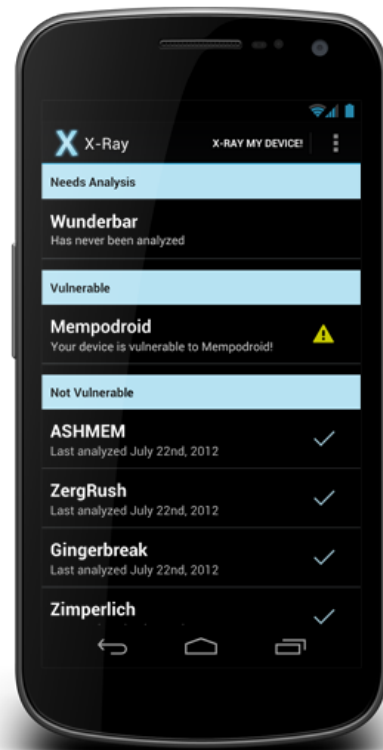 X X-Ray X-RAY MY DEVICE!
Needs Analysis
Wunderbar
Has never been analyzed
Vulnerable
Mempodroid
Your device is vulnerable to Mempodroid!
Not Vulnerable
ASHMEM
Last analyzed July 22nd, 2012
ZergRush
Last analyzed July 22nd, 2012
Gingerbreak
Last analyzed July 22nd, 2012
Zimperlich